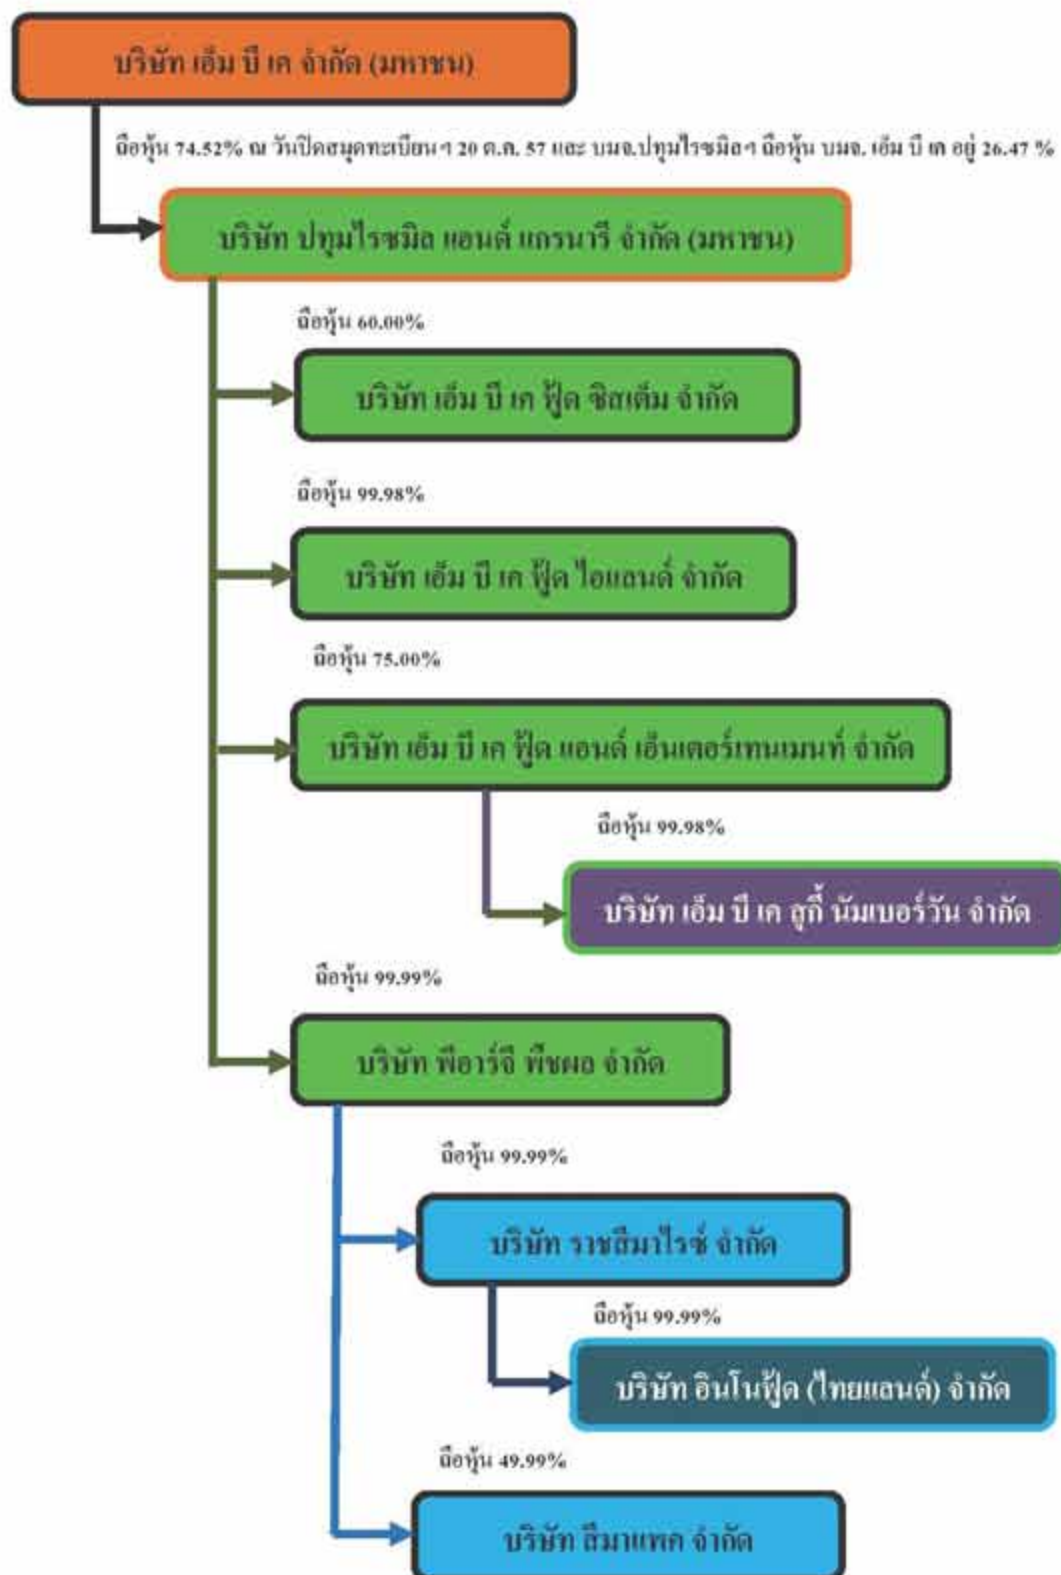 บริษัท เอ็ม บี เค จำกัด (มหาชน)
ถือหุ้น 74.52% ณ วันปิดสมุดทะเบียนฯ 20 ต.ค. 57 และ บมจ.ปทุมไรซมิลฯ ถือหุ้น บมจ. เอ็ม บี เค อยู่ 26.47 %
บริษัท ปทุมไรซมิล แอนด์ แกรนารี จำกัด (มหาชน)
ถือหุ้น 60.00%
บริษัท เอ็ม บี เค ฟู้ด ซิสเต็ม จำกัด
ถือหุ้น 99.98%
บริษัท เอ็ม บี เค ฟู้ด ไอแลนด์ จำกัด
ถือหุ้น 75.00%
บริษัท เอ็ม บี เค ฟู้ด แอนด์ เอ็นเตอร์เทนเมนท์ จำกัด
ถือหุ้น 99.98%
บริษัท เอ็ม บี เค สูกี้ นัมเบอร์วัน จำกัด
ถือหุ้น 99.99%
บริษัท พีอาร์จี พืชผล จำกัด
ถือหุ้น 99.99%
บริษัท ราชสีมาไรซ์ จำกัด
ถือหุ้น 99.99%
บริษัท อินโนฟู้ด (ไทยแลนด์) จำกัด
ถือหุ้น 49.99%
บริษัท สีมาแพค จำกัด